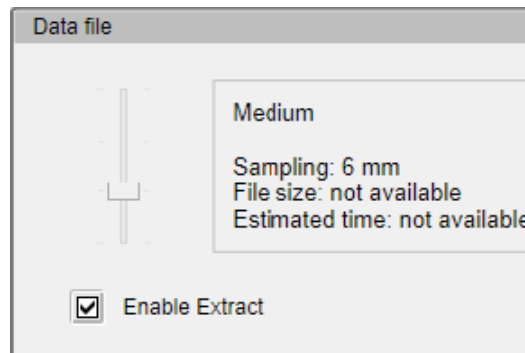 Data file
Medium
Sampling: 6 mm
File size: not available
Estimated time: not available
Enable Extract